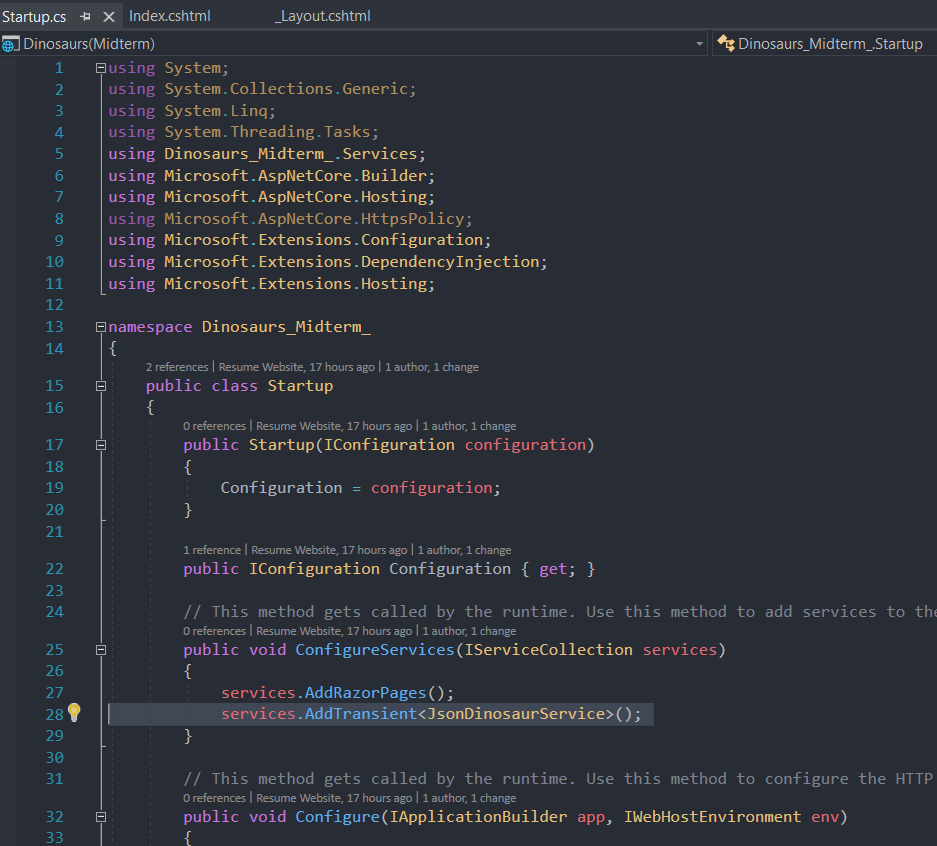 Startup.cs Index.cshtml _Layout.cshtml
Dinosaurs(Midterm) Dinosaurs_Midterm_.Startup
1 using System;
2 using System.Collections.Generic;
3 using System.Linq;
4 using System.Threading.Tasks;
5 using Dinosaurs_Midterm_.Services;
6 using Microsoft.AspNetCore.Builder;
7 using Microsoft.AspNetCore.Hosting;
8 using Microsoft.AspNetCore.HttpsPolicy;
9 using Microsoft.Extensions.Configuration;
10 using Microsoft.Extensions.DependencyInjection;
11 using Microsoft.Extensions.Hosting;
12
13 namespace Dinosaurs_Midterm_
14 {
2 references | Resume Website, 17 hours ago | 1 author, 1 change
15 public class Startup
16 {
0 references | Resume Website, 17 hours ago | 1 author, 1 change
17 public Startup(IConfiguration configuration)
18 {
19 Configuration = configuration;
20 }
21
1 reference | Resume Website, 17 hours ago | 1 author, 1 change
22 public IConfiguration Configuration { get; }
23
24 // This method gets called by the runtime. Use this method to add services to the
0 references | Resume Website, 17 hours ago | 1 author, 1 change
25 public void ConfigureServices(IServiceCollection services)
26 {
27 services.AddRazorPages();
28 services.AddTransient<JsonDinosaurService>();
29 }
30
31 // This method gets called by the runtime. Use this method to configure the HTTP
0 references | Resume Website, 17 hours ago | 1 author, 1 change
32 public void Configure(IApplicationBuilder app, IWebHostEnvironment env)
33 {